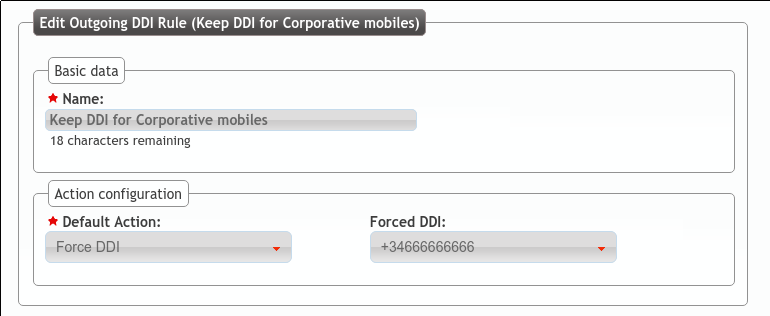 Edit Outgoing DDI Rule (Keep DDI for Corporative mobiles)
Basic data
Name:
Keep DDI for Corporative mobiles
18 characters remaining
Action configuration
Default Action: Forced DDI:
Force DDI +34666666666